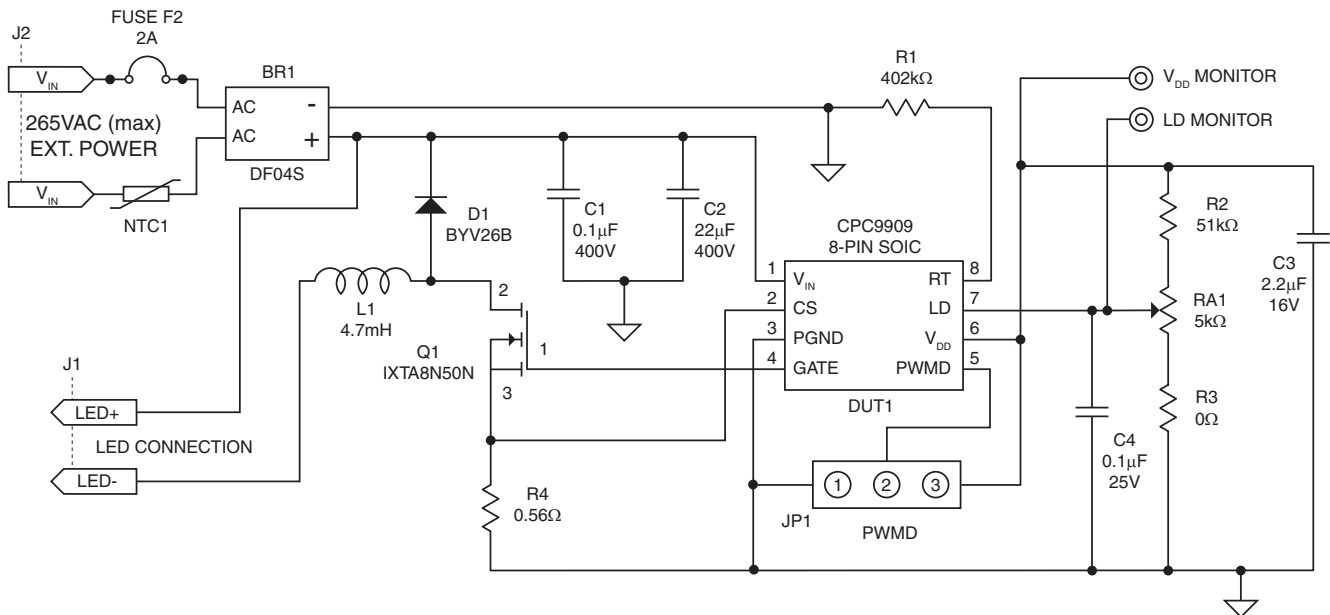 FUSE F2
2A
J2
V_IN
265VAC (max)
EXT. POWER
V_IN
NTC1
BR1
AC
AC
-
+
DF04S
R1
402kΩ
V_DD MONITOR
LD MONITOR
D1
BYV26B
C1
0.1µF
400V
C2
22µF
400V
L1
4.7mH
Q1
IXTA8N50N
2
1
3
CPC9909
8-PIN SOIC
1
2
3
4
V_IN
CS
PGND
GATE
RT
LD
V_DD
PWMD
8
7
6
5
DUT1
R2
51kΩ
RA1
5kΩ
R3
0Ω
C3
2.2µF
16V
C4
0.1µF
25V
J1
LED+
LED CONNECTION
LED-
R4
0.56Ω
JP1
1 2 3
PWMD